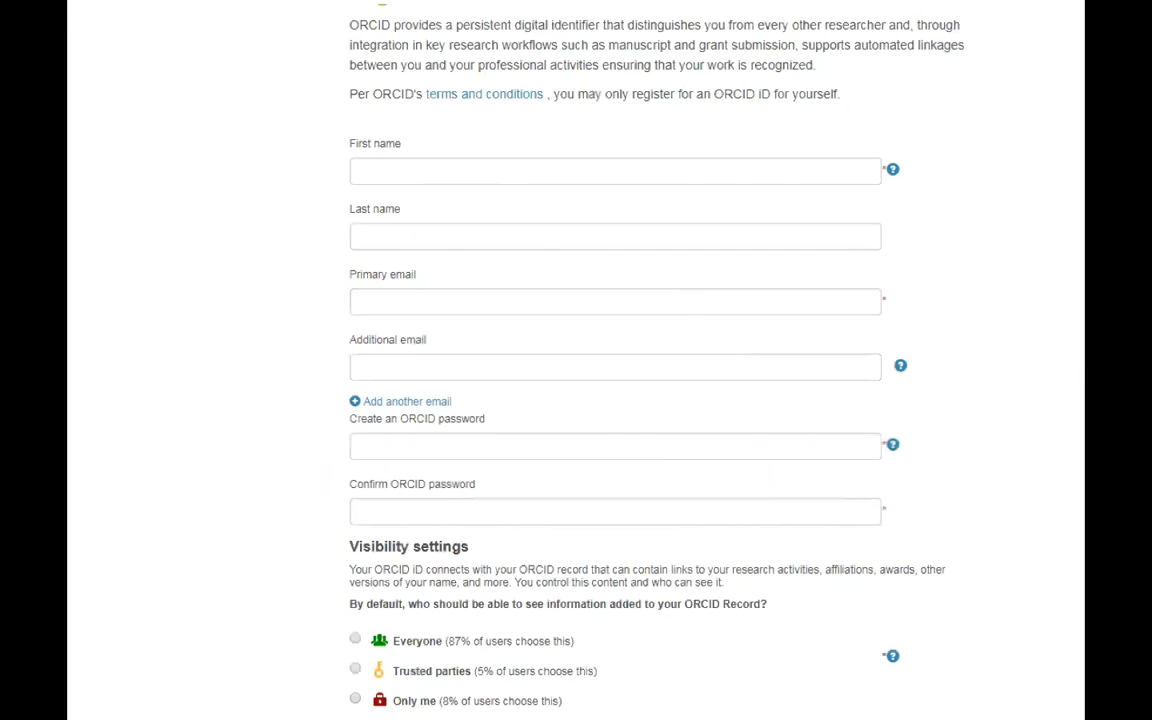 ORCID provides a persistent digital identifier that distinguishes you from every other researcher and, through
integration in key research workflows such as manuscript and grant submission, supports automated linkages
between you and your professional activities ensuring that your work is recognized.
Per ORCID's terms and conditions , you may only register for an ORCID iD for yourself.
First name
*
Last name
Primary email
*
Additional email
Add another email
Create an ORCID password
*
Confirm ORCID password
*
Visibility settings
Your ORCID iD connects with your ORCID record that can contain links to your research activities, affiliations, awards, other
versions of your name, and more. You control this content and who can see it.
By default, who should be able to see information added to your ORCID Record?
Everyone (87% of users choose this)
*
Trusted parties (5% of users choose this)
Only me (8% of users choose this)